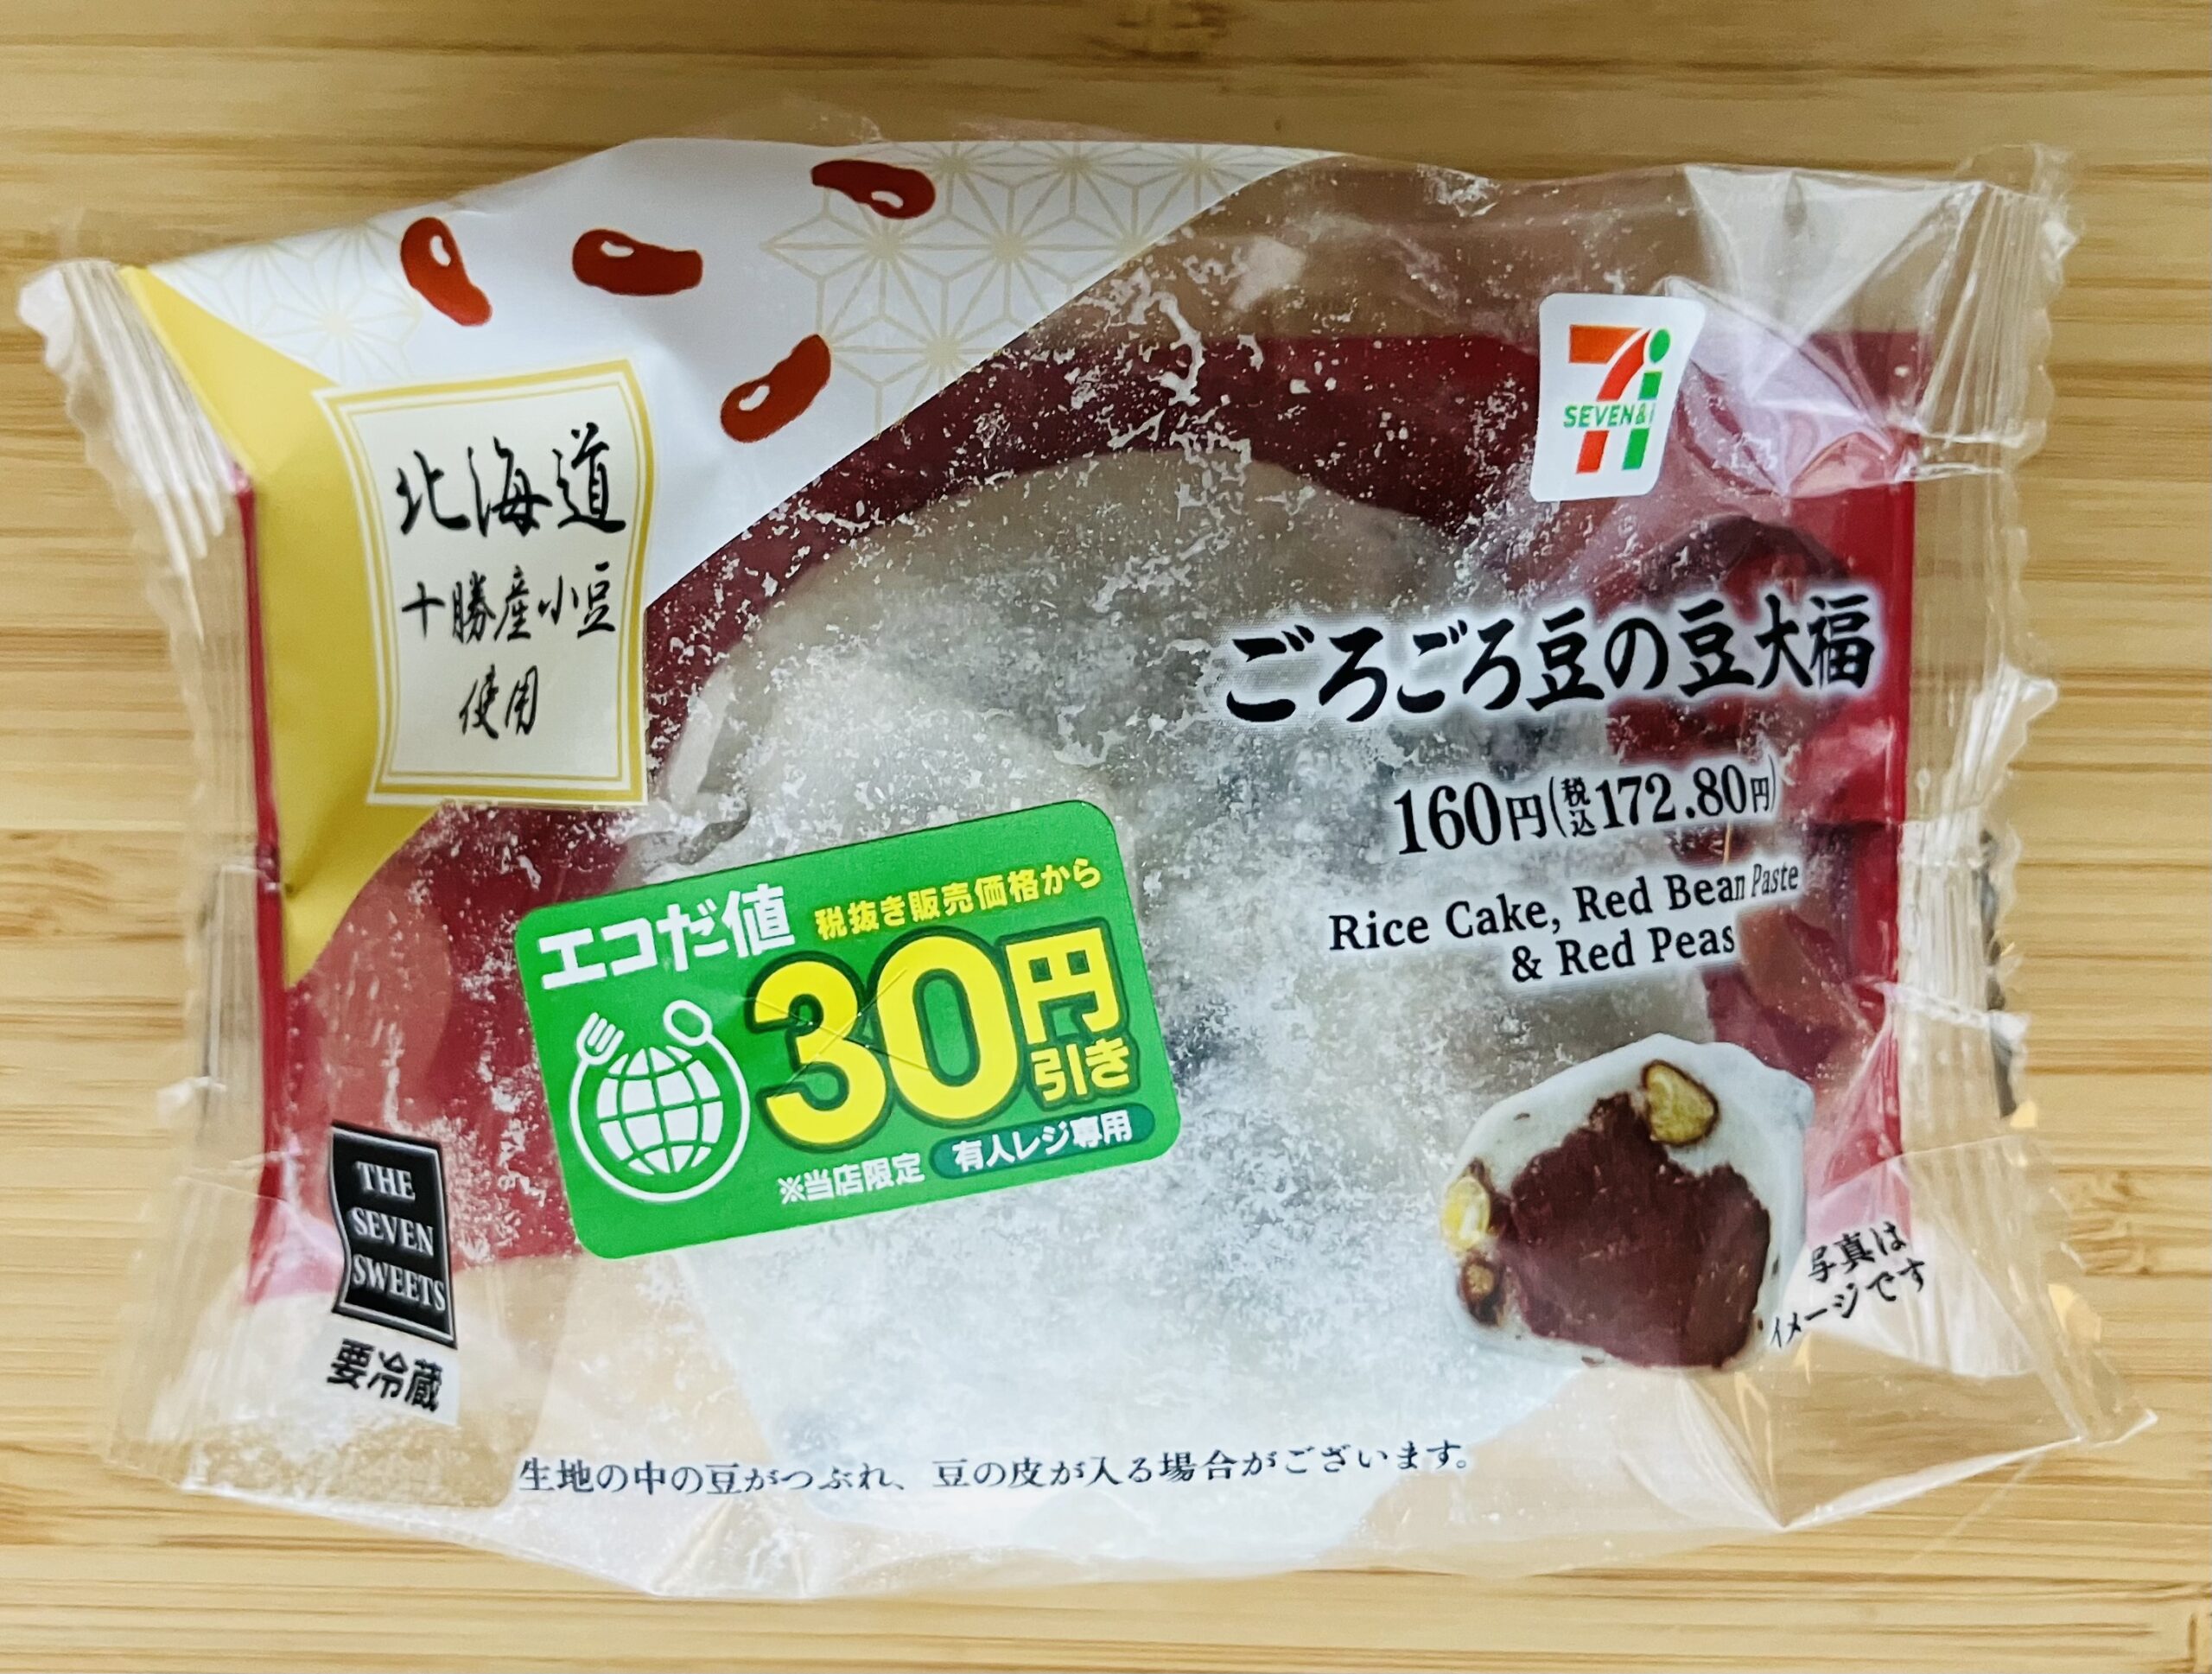 北海道
十勝産小豆
使用
SEVEN&i
ごろごろ豆の豆大福
160円(税込172.80円)
Rice Cake, Red Bean Paste
& Red Peas
エコだ値
税抜き販売価格から
30円
引き
※当店限定
有人レジ専用
THE
SEVEN
SWEETS
要冷蔵
写真は
イメージです
生地の中の豆がつぶれ、豆の皮が入る場合がございます。